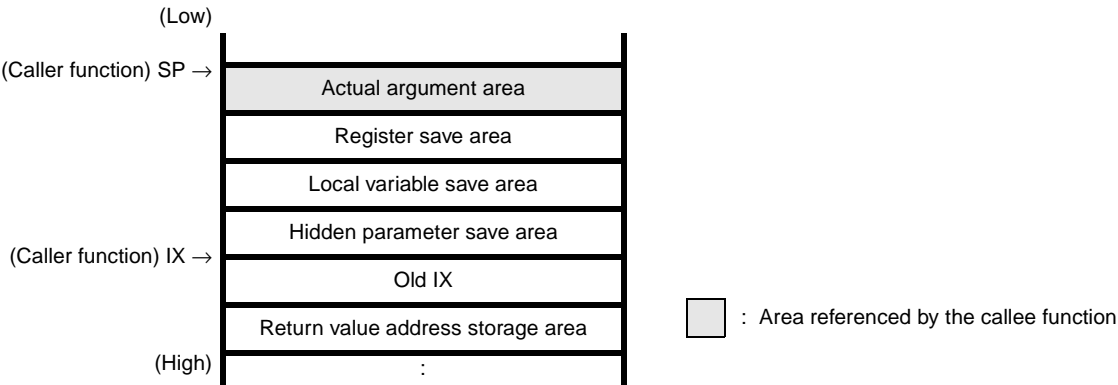 (Low)
(Caller function) SP →
Actual argument area
Register save area
Local variable save area
Hidden parameter save area
(Caller function) IX →
Old IX
Return value address storage area
: Area referenced by the callee function
(High)
: